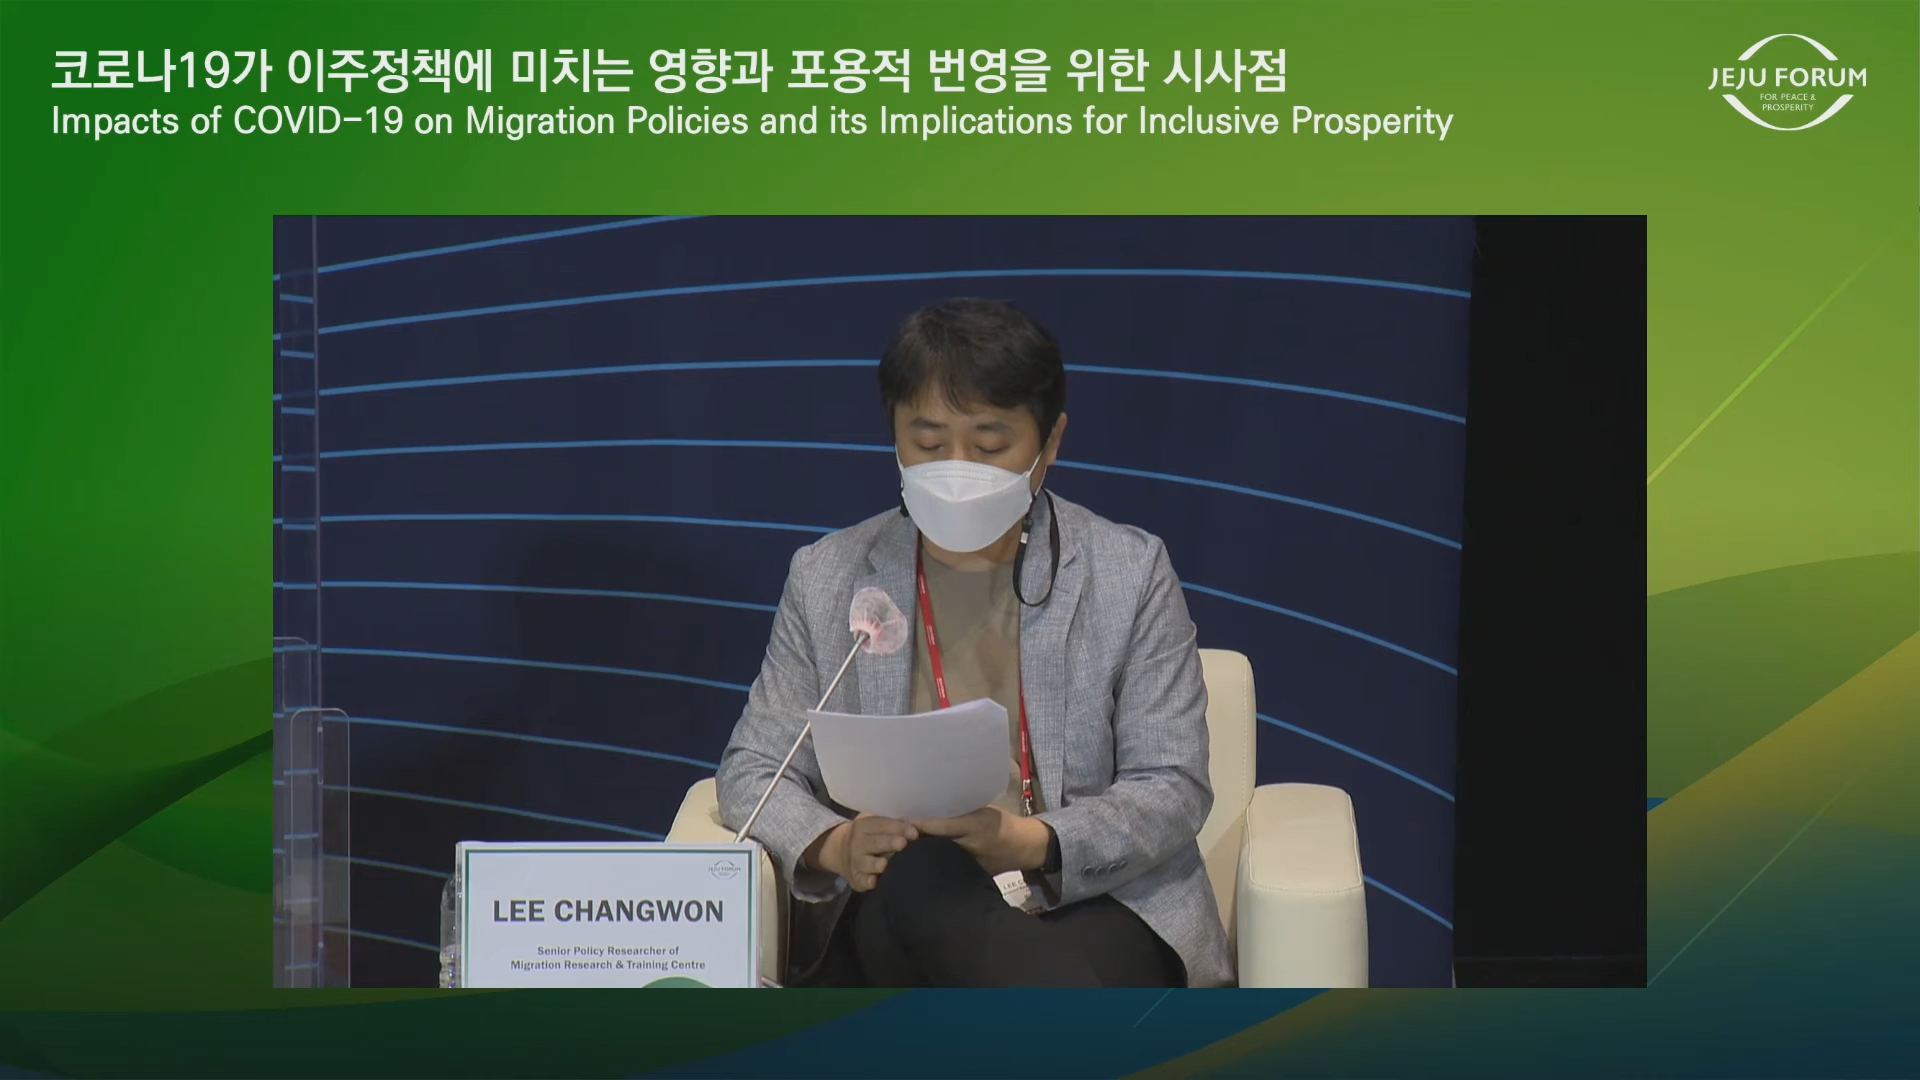 코로나19가 이주정책에 미치는 영향과 포용적 번영을 위한 시사점
Impacts of COVID-19 on Migration Policies and its Implications for Inclusive Prosperity
JEJU FORUM
FOR PEACE &
PROSPERITY
JEJU FORUM
LEE CHANGWON
Senior Policy Researcher of
Migration Research & Training Centre